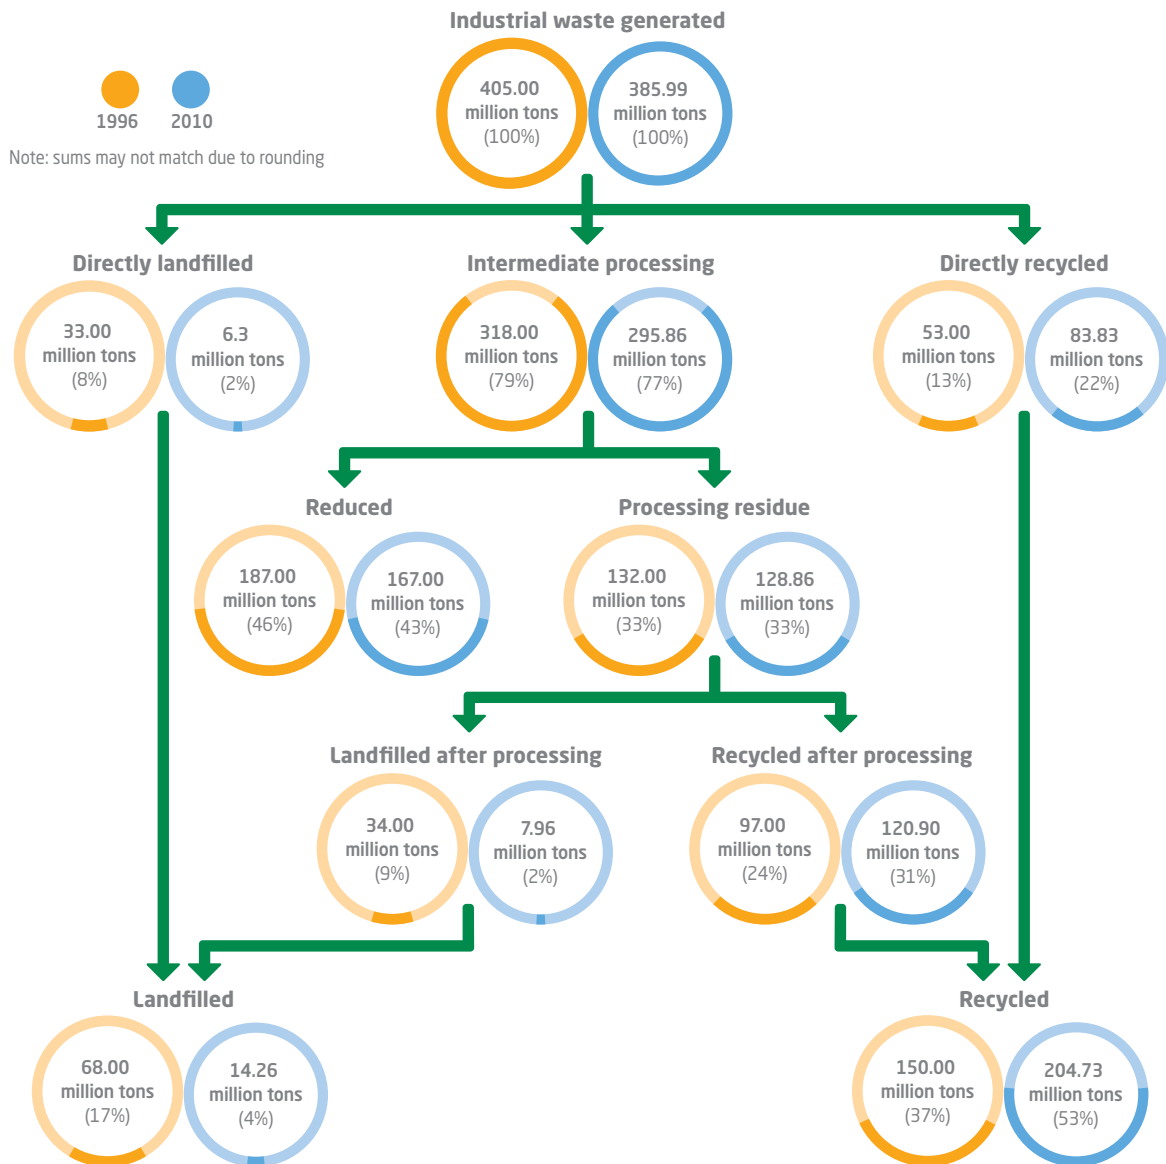 Industrial waste generated
405.00
million tons
(100%)
385.99
million tons
(100%)
1996
2010
Note: sums may not match due to rounding
Directly landfilled
33.00
million tons
(8%)
6.3
million tons
(2%)
Intermediate processing
318.00
million tons
(79%)
295.86
million tons
(77%)
Directly recycled
53.00
million tons
(13%)
83.83
million tons
(22%)
Reduced
187.00
million tons
(46%)
167.00
million tons
(43%)
Processing residue
132.00
million tons
(33%)
128.86
million tons
(33%)
Landfilled after processing
34.00
million tons
(9%)
7.96
million tons
(2%)
Recycled after processing
97.00
million tons
(24%)
120.90
million tons
(31%)
Landfilled
68.00
million tons
(17%)
14.26
million tons
(4%)
Recycled
150.00
million tons
(37%)
204.73
million tons
(53%)